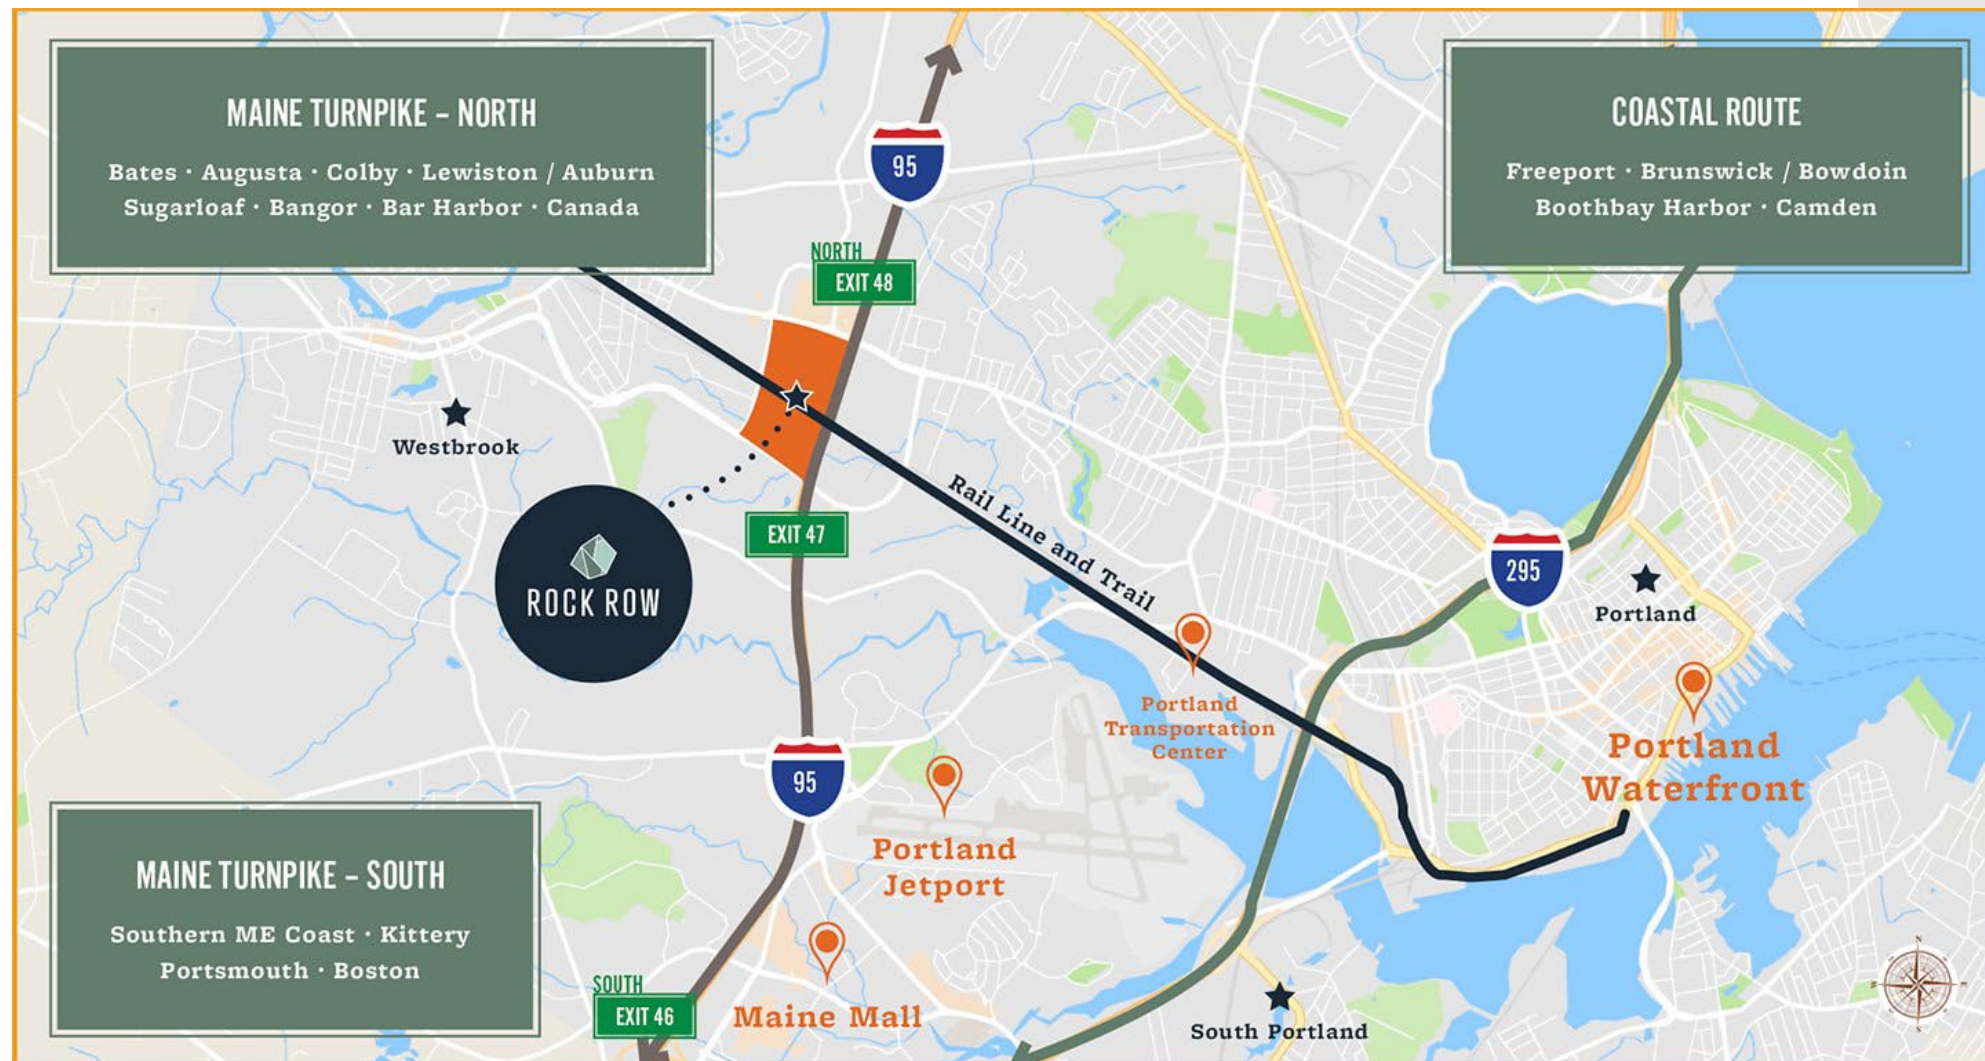 MAINE TURNPIKE – NORTH
Bates · Augusta · Colby · Lewiston / Auburn
Sugarloaf · Bangor · Bar Harbor · Canada
COASTAL ROUTE
Freeport · Brunswick / Bowdoin
Boothbay Harbor · Camden
95
NORTH
EXIT 48
Westbrook
Rail Line and Trail
EXIT 47
ROCK ROW
295
Portland
Portland
Transportation
Center
Portland
Waterfront
95
Portland
Jetport
MAINE TURNPIKE – SOUTH
Southern ME Coast · Kittery
Portsmouth · Boston
SOUTH
EXIT 46
Maine Mall
South Portland